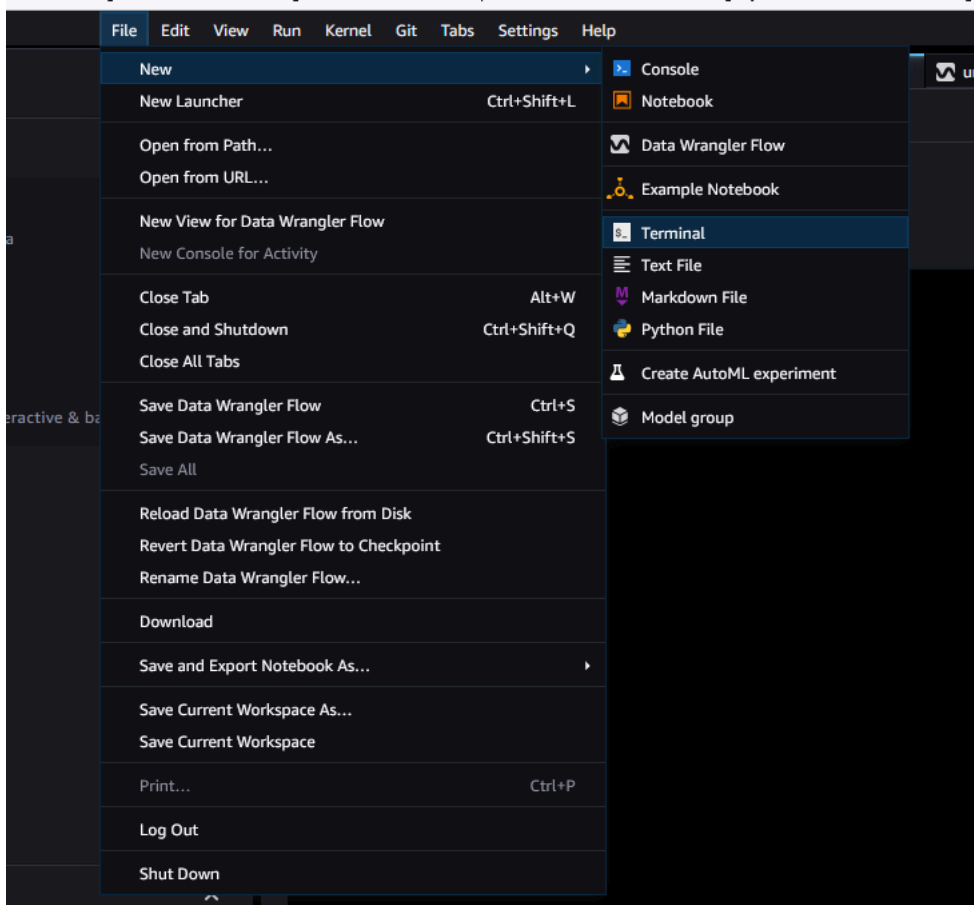 File Edit View Run Kernel Git Tabs Settings Help
New
New Launcher Ctrl+Shift+L
Open from Path...
Open from URL...
New View for Data Wrangler Flow
New Console for Activity
Close Tab Alt+W
Close and Shutdown Ctrl+Shift+Q
Close All Tabs
Save Data Wrangler Flow Ctrl+S
Save Data Wrangler Flow As... Ctrl+Shift+S
Save All
Reload Data Wrangler Flow from Disk
Revert Data Wrangler Flow to Checkpoint
Rename Data Wrangler Flow...
Download
Save and Export Notebook As...
Save Current Workspace As...
Save Current Workspace
Print... Ctrl+P
Log Out
Shut Down
Console
Notebook
Data Wrangler Flow
Example Notebook
$_ Terminal
Text File
M Markdown File
Python File
Create AutoML experiment
Model group
a
eractive & ba